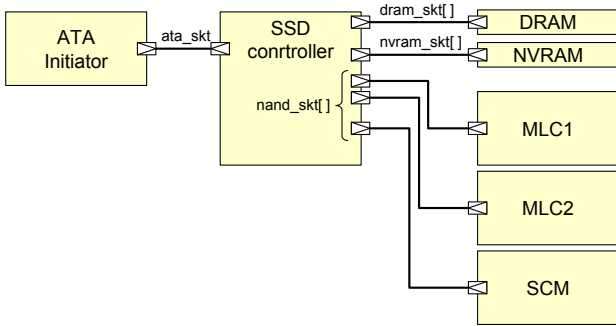 ATA
Initiator
ata_skt
SSD
conrtroller
dram_skt[ ]
nvram_skt[ ]
nand_skt[ ]
DRAM
NVRAM
MLC1
MLC2
SCM